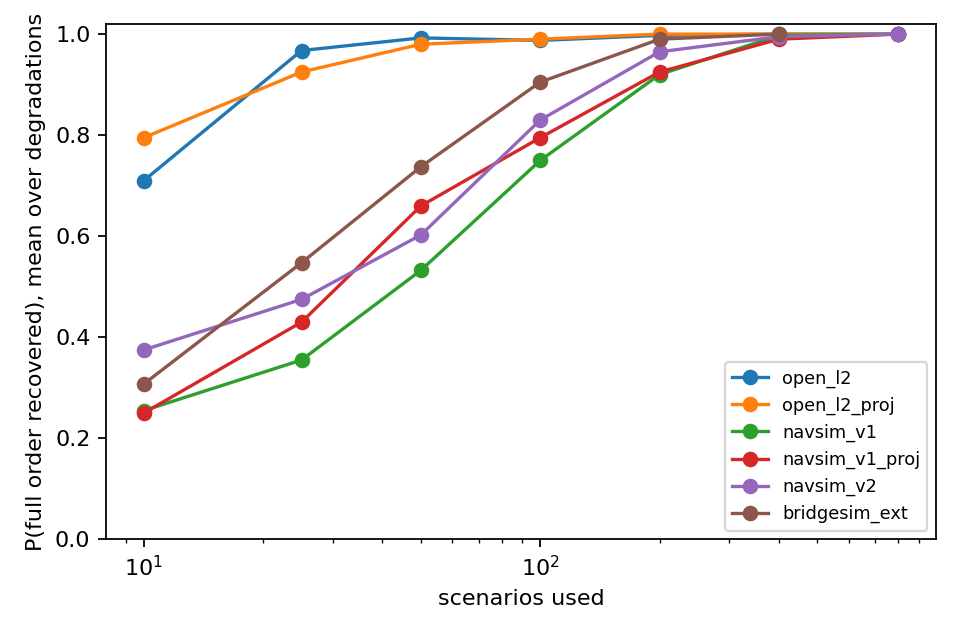 P(full order recovered), mean over degradations
1.0
0.8
0.6
0.4
0.2
0.0
10¹
10²
scenarios used
open_l2
open_l2_proj
navsim_v1
navsim_v1_proj
navsim_v2
bridgesim_ext